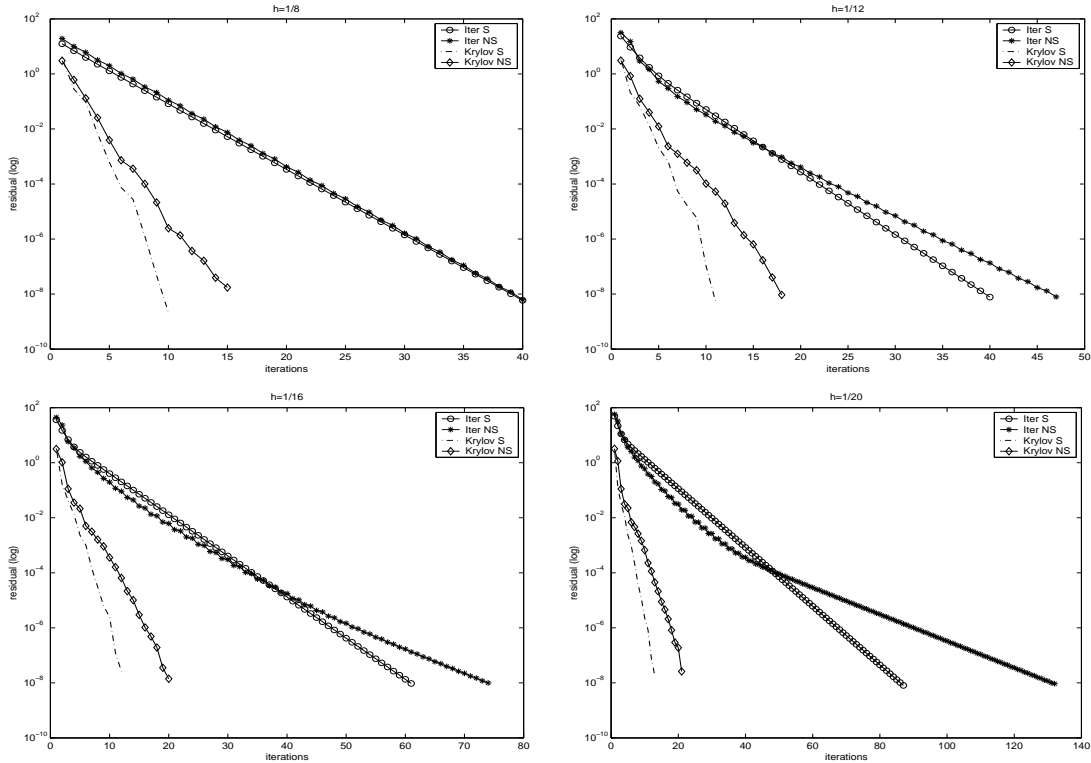 h=1/8
10^2
10^0
10^-2
10^-4
10^-6
10^-8
10^-10
residual (log)
0 5 10 15 20 25 30 35 40
iterations
Iter S
Iter NS
Krylov S
Krylov NS
h=1/12
10^2
10^0
10^-2
10^-4
10^-6
10^-8
10^-10
residual (log)
0 5 10 15 20 25 30 35 40 45 50
iterations
Iter S
Iter NS
Krylov S
Krylov NS
h=1/16
10^2
10^0
10^-2
10^-4
10^-6
10^-8
10^-10
residual (log)
0 10 20 30 40 50 60 70 80
iterations
Iter S
Iter NS
Krylov S
Krylov NS
h=1/20
10^2
10^0
10^-2
10^-4
10^-6
10^-8
10^-10
residual (log)
0 20 40 60 80 100 120 140
iterations
Iter S
Iter NS
Krylov S
Krylov NS